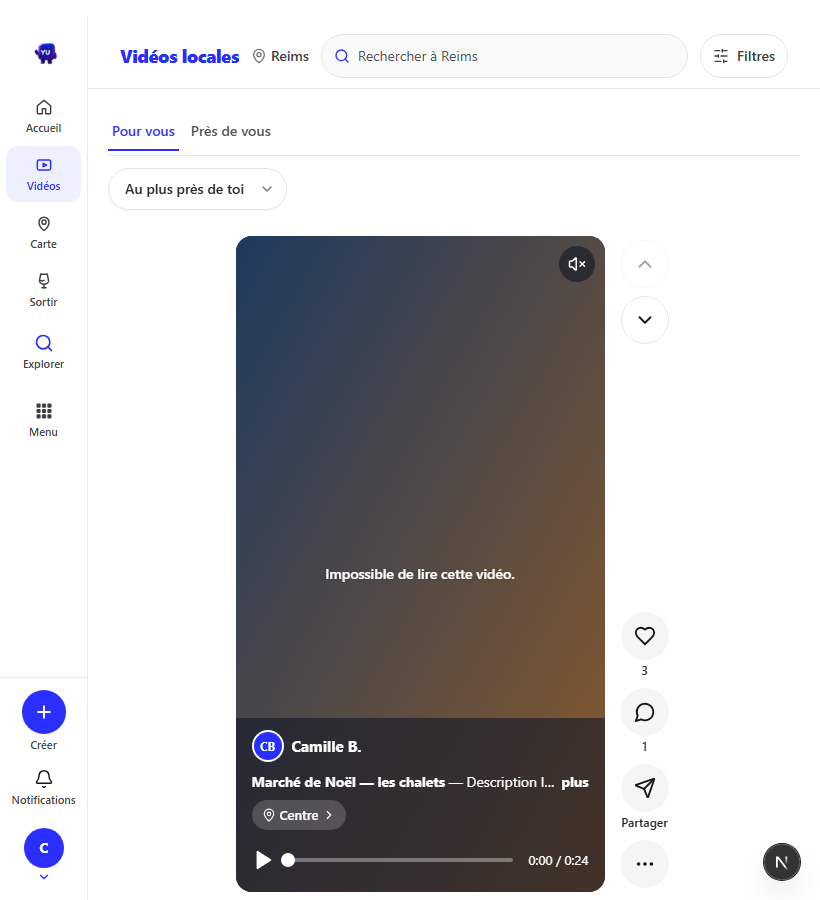 YU
Vidéos locales
Reims
Rechercher à Reims
Filtres
Accueil
Vidéos
Carte
Sortir
Explorer
Menu
Créer
Notifications
C
Pour vous
Près de vous
Au plus près de toi
Impossible de lire cette vidéo.
CB
Camille B.
Marché de Noël — les chalets — Description l... plus
Centre
0:00 / 0:24
3
1
Partager
N